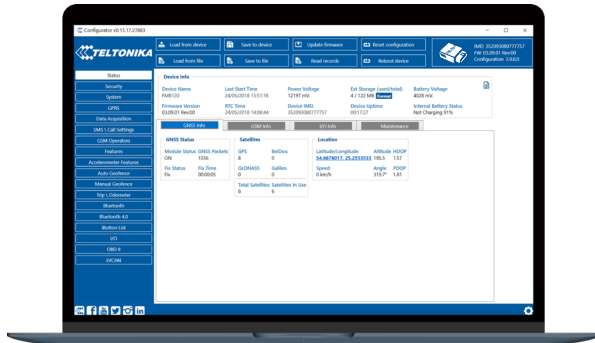 Configurator v0.13.17.27883
TELTONIKA
Load from device
Save to device
Update firmware
Reset configuration
Load from file
Save to file
Read records
Reboot device
IMEI 352093080777757
FW 03.09.01 Rev:00
Configuration 1.9.0.0
Status
Security
System
GPRS
Data Acquisition
SMS \ Call Settings
GSM Operators
Features
Accelerometer Features
Auto Geofence
Manual Geofence
Trip \ Odometer
Bluetooth
Bluetooth 4.0
iButton List
I/O
OBD II
LVCAN
Device Info
Device Name Last Start Time Power Voltage Ext Storage (used/total) Battery Voltage
FMB120 24/05/2018 13:51:16 12197 mV. 4 / 122 MB Format 4028 mV.
Firmware Version RTC Time Device IMEI Device Uptime Internal Battery Status
03.09.01 Rev:00 24/05/2018 14:08:44 352093080777757 00:17:27 Not Charging 91%
GNSS Info GSM Info I/O Info Maintenance
GNSS Status
Module Status GNSS Packets
ON 1036
Fix Status Fix Time
Fix 00:00:05
Satellites
GPS BeiDou
8 0
GLONASS Galileo
0 0
Total Satellites Satellites In Use
8 6
Location
Latitude/Longitude Altitude HDOP
54.6678017, 25.2553533 195.5 1.57
Speed Angle PDOP
0 km/h 319.7° 1.81